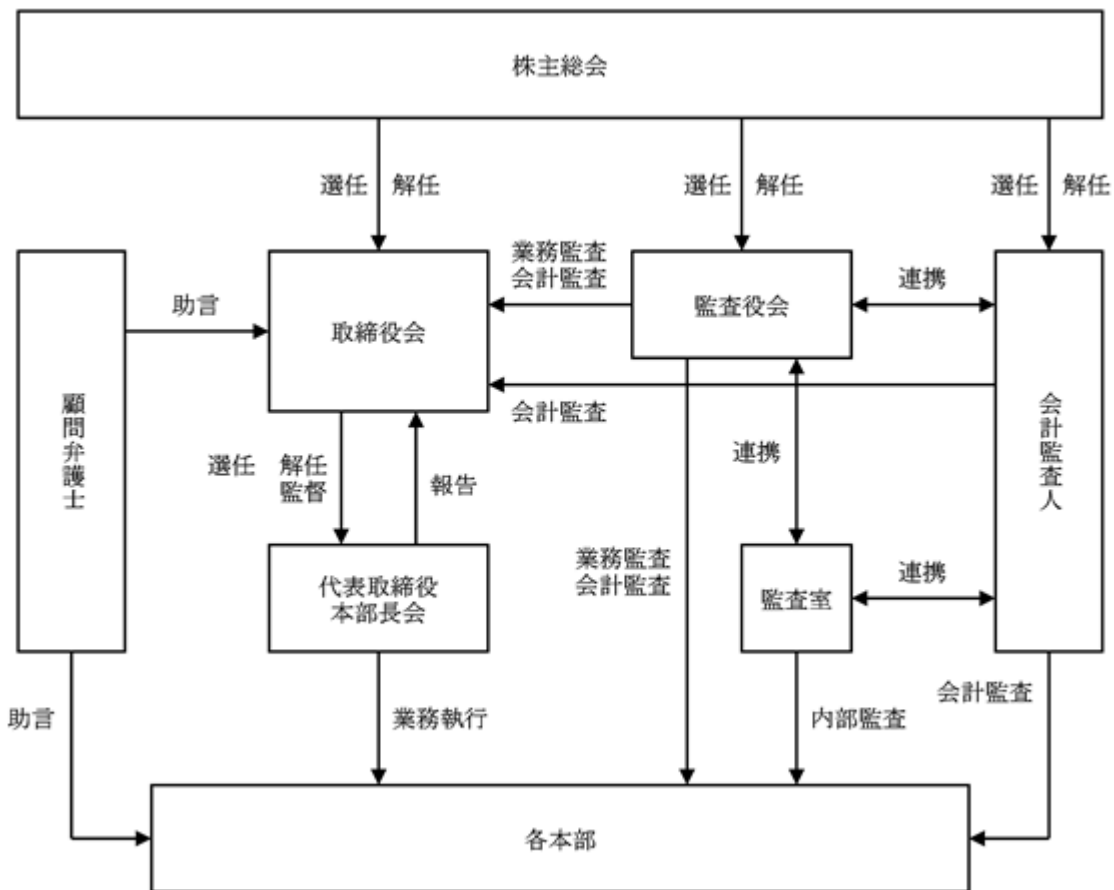 株主総会
選任 解任
選任 解任
選任 解任
業務監査
会計監査
助言
取締役会
監査役会
連携
会計監査
顧問弁護士
会計監査人
選任 解任
監督
報告
連携
代表取締役
本部長会
業務監査
会計監査
監査室
連携
助言
業務執行
内部監査
会計監査
各本部